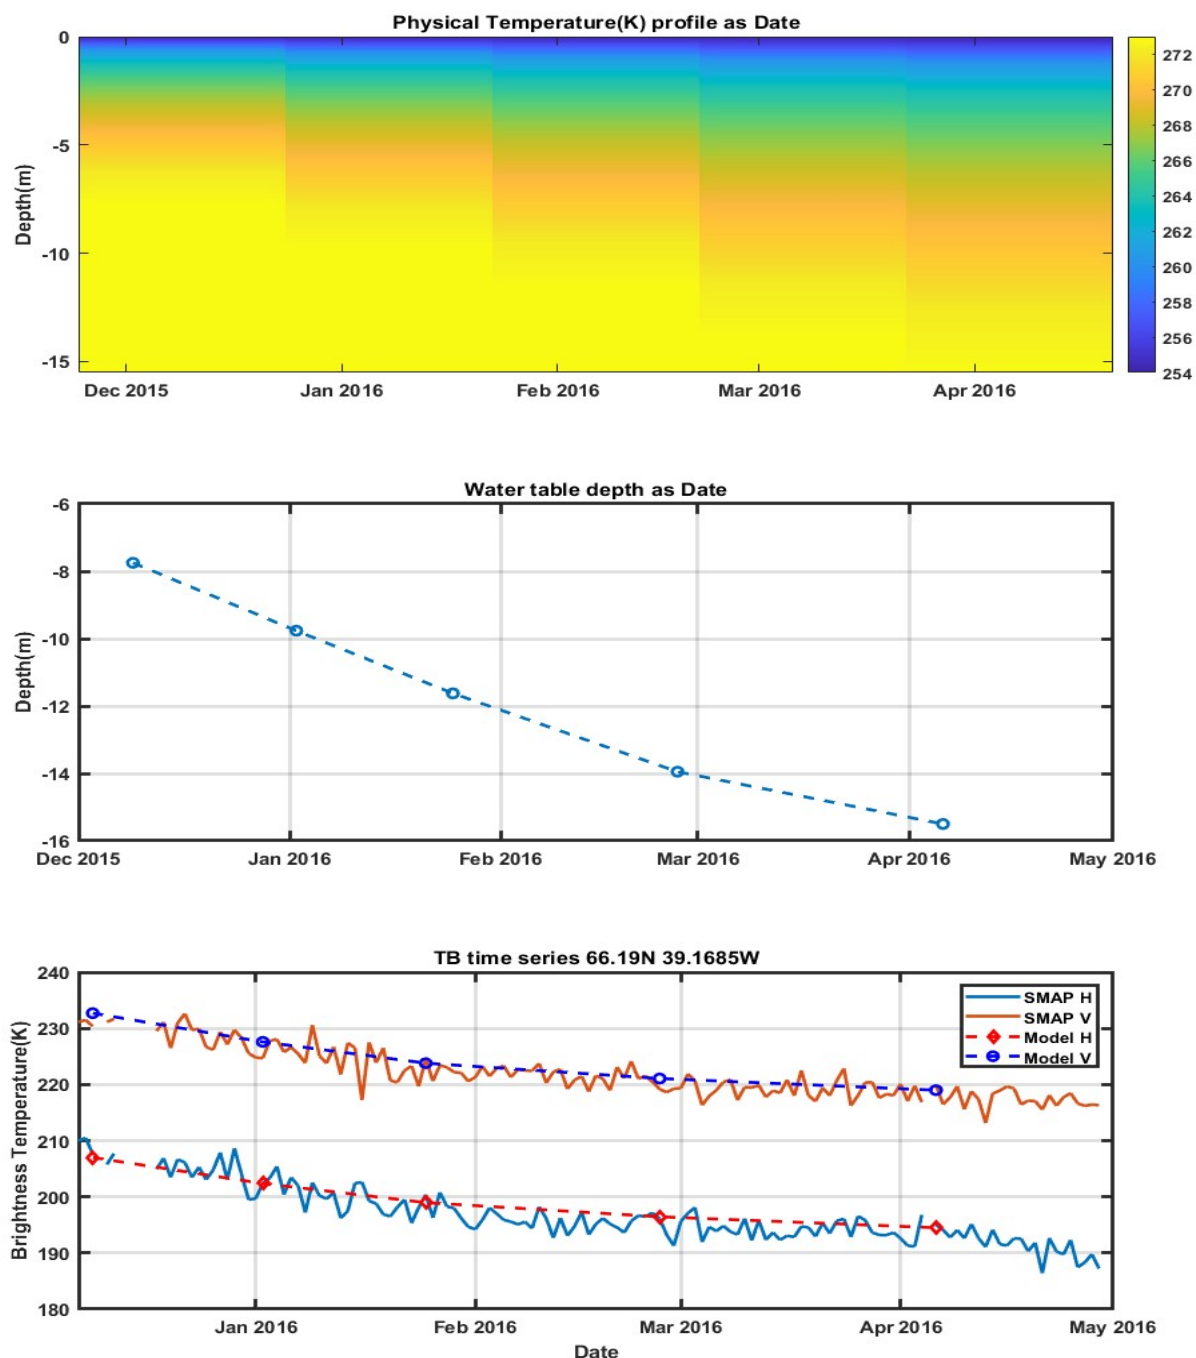 Physical Temperature(K) profile as Date
0
-5
-10
-15
Depth(m)
Dec 2015 Jan 2016 Feb 2016 Mar 2016 Apr 2016
272
270
268
266
264
262
260
258
256
254
Water table depth as Date
-6
-8
-10
-12
-14
-16
Depth(m)
Dec 2015 Jan 2016 Feb 2016 Mar 2016 Apr 2016 May 2016
TB time series 66.19N 39.1685W
240
230
220
210
200
190
180
Brightness Temperature(K)
SMAP H
SMAP V
Model H
Model V
Jan 2016 Feb 2016 Mar 2016 Apr 2016 May 2016
Date